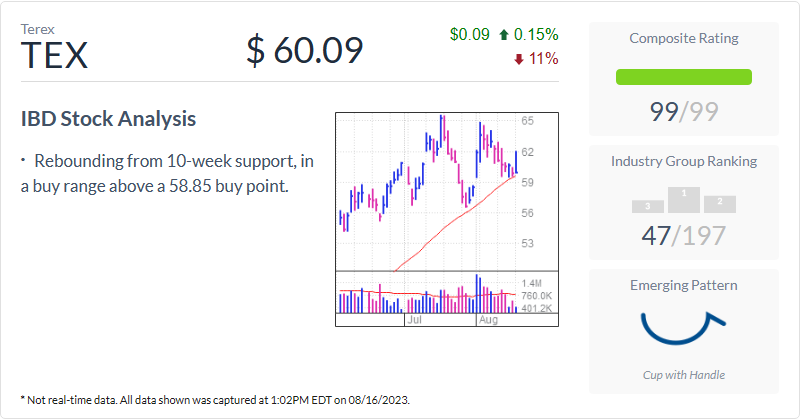 Terex
TEX
$ 60.09
$0.09 0.15%
11%
IBD Stock Analysis
· Rebounding from 10-week support, in
a buy range above a 58.85 buy point.
65
62
59
56
53
1.4M
760.0K
401.2K
Jul
Aug
Composite Rating
99/99
Industry Group Ranking
3
1
2
47/197
Emerging Pattern
Cup with Handle
* Not real-time data. All data shown was captured at 1:02PM EDT on 08/16/2023.